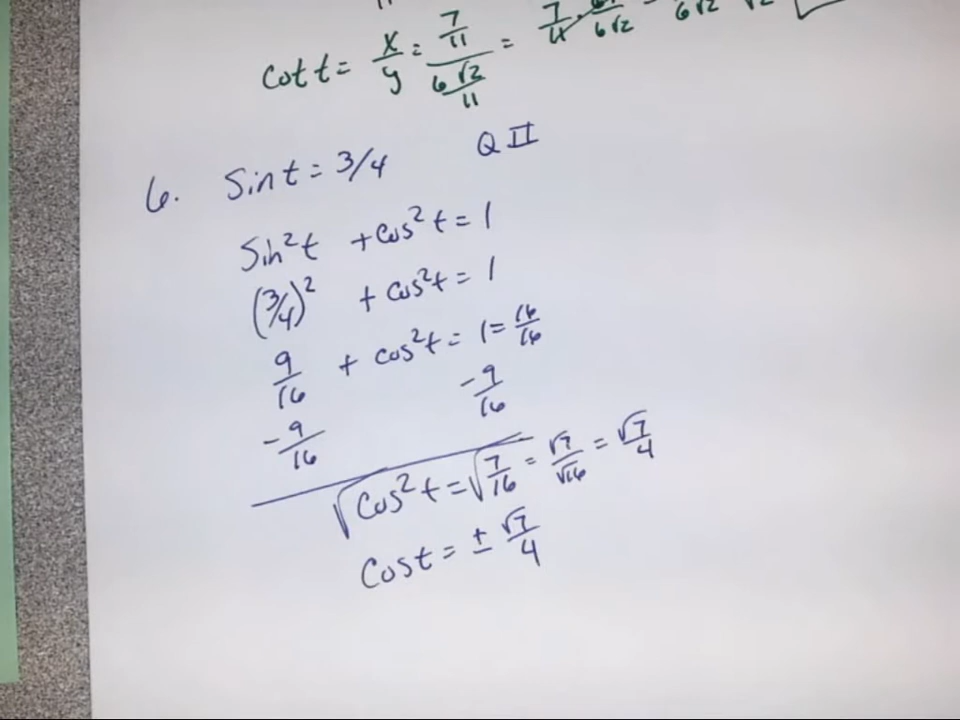 cot t = x/y = (7/11)/(6√2/11) = 7/11 ·
6. Sin t = 3/4 Q II
Sin²t + cos²t = 1
(3/4)² + cos²t = 1
9/16 + cos²t = 1 = 16/16
- 9/16 - 9/16
√cos²t = √7/16 = √7/√16 = √7/4
Cos t = ± √7/4